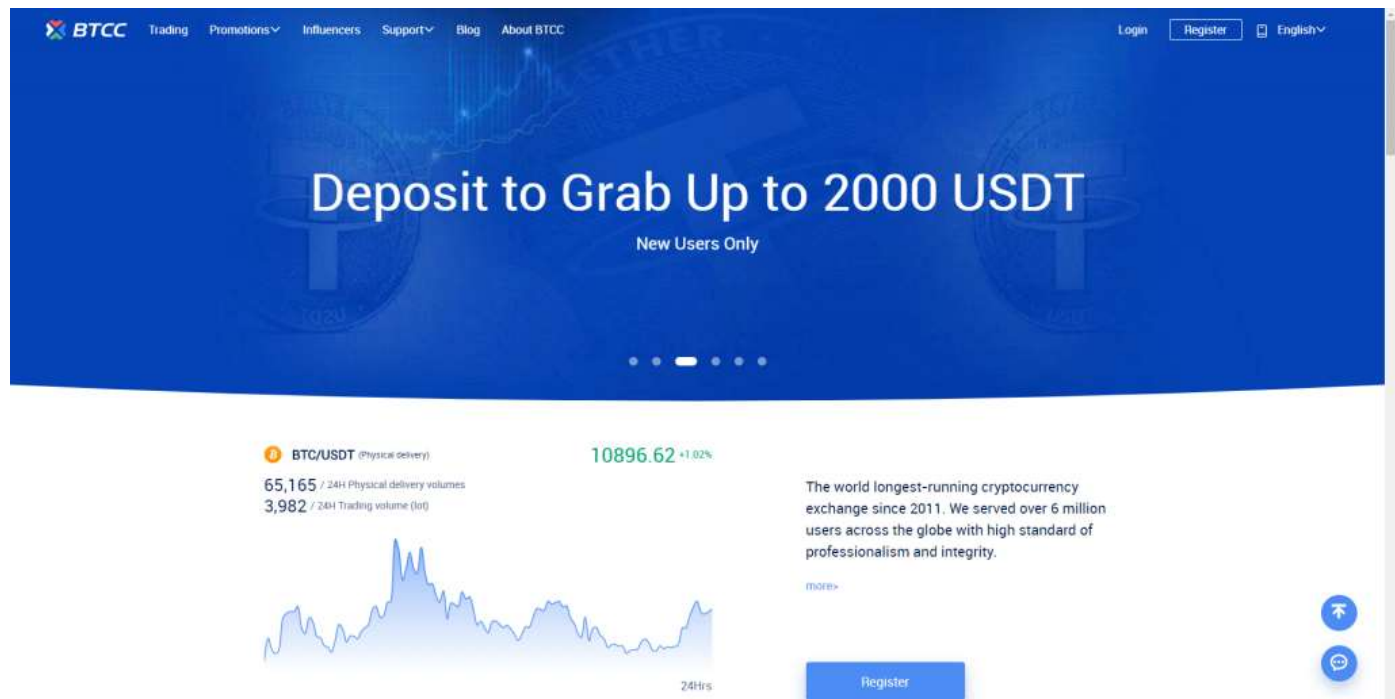 BTCC Trading Promotions Influencers Support Blog About BTCC Login Register English
TETHER
Deposit to Grab Up to 2000 USDT
New Users Only
BTC/USDT (Physical delivery) 10896.62 +1.02%
65,165 / 24H Physical delivery volumes
3,982 / 24H Trading volume (lot)
The world longest-running cryptocurrency
exchange since 2011. We served over 6 million
users across the globe with high standard of
professionalism and integrity.
more>
24Hrs
Register